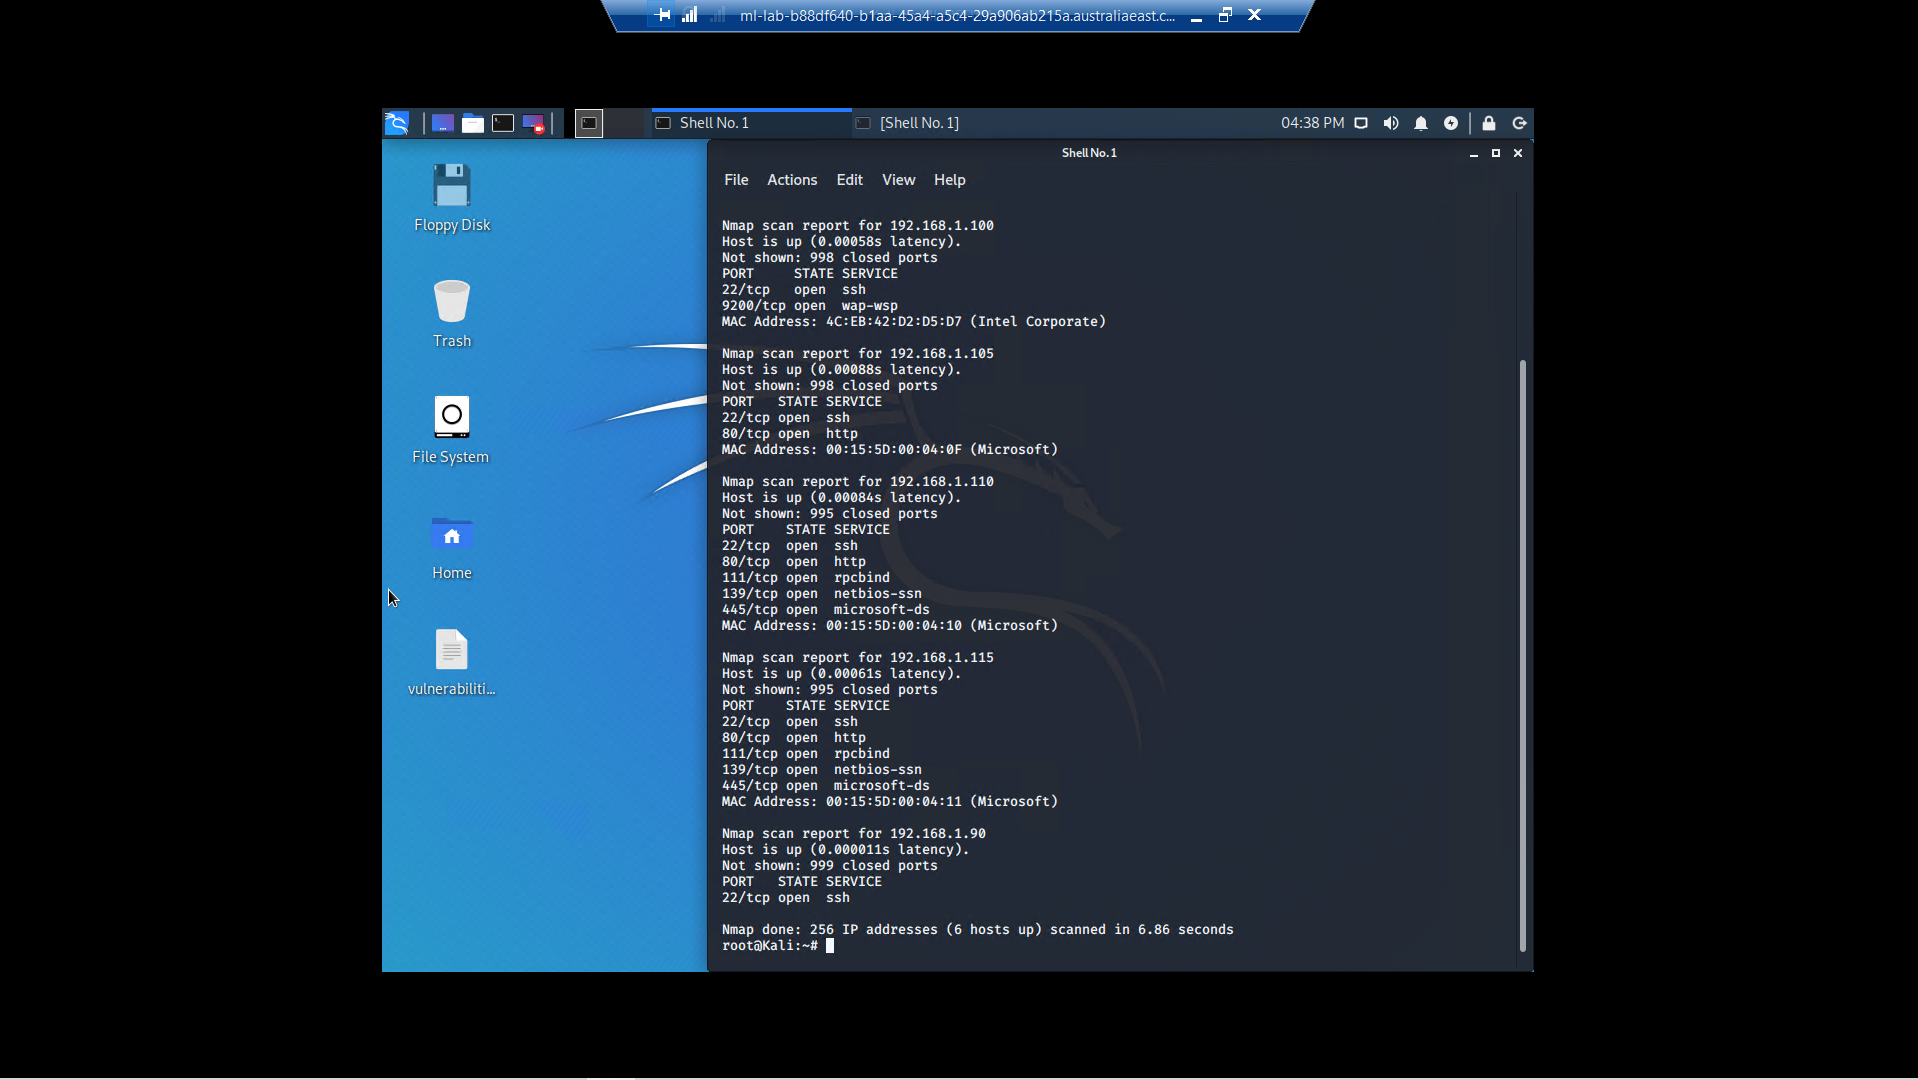 ml-lab-b88df640-b1aa-45a4-a5c4-29a906ab215a.australiaeast.c...
Shell No. 1
[Shell No. 1]
04:38 PM
Floppy Disk
Trash
File System
Home
vulnerabiliti...
Shell No. 1
File Actions Edit View Help
Nmap scan report for 192.168.1.100
Host is up (0.00058s latency).
Not shown: 998 closed ports
PORT     STATE SERVICE
22/tcp   open  ssh
9200/tcp open  wap-wsp
MAC Address: 4C:EB:42:D2:D5:D7 (Intel Corporate)
Nmap scan report for 192.168.1.105
Host is up (0.00088s latency).
Not shown: 998 closed ports
PORT   STATE SERVICE
22/tcp open  ssh
80/tcp open  http
MAC Address: 00:15:5D:00:04:0F (Microsoft)
Nmap scan report for 192.168.1.110
Host is up (0.00084s latency).
Not shown: 995 closed ports
PORT    STATE SERVICE
22/tcp  open  ssh
80/tcp  open  http
111/tcp open  rpcbind
139/tcp open  netbios-ssn
445/tcp open  microsoft-ds
MAC Address: 00:15:5D:00:04:10 (Microsoft)
Nmap scan report for 192.168.1.115
Host is up (0.00061s latency).
Not shown: 995 closed ports
PORT    STATE SERVICE
22/tcp  open  ssh
80/tcp  open  http
111/tcp open  rpcbind
139/tcp open  netbios-ssn
445/tcp open  microsoft-ds
MAC Address: 00:15:5D:00:04:11 (Microsoft)
Nmap scan report for 192.168.1.90
Host is up (0.000011s latency).
Not shown: 999 closed ports
PORT   STATE SERVICE
22/tcp open  ssh
Nmap done: 256 IP addresses (6 hosts up) scanned in 6.86 seconds
root@Kali:~#